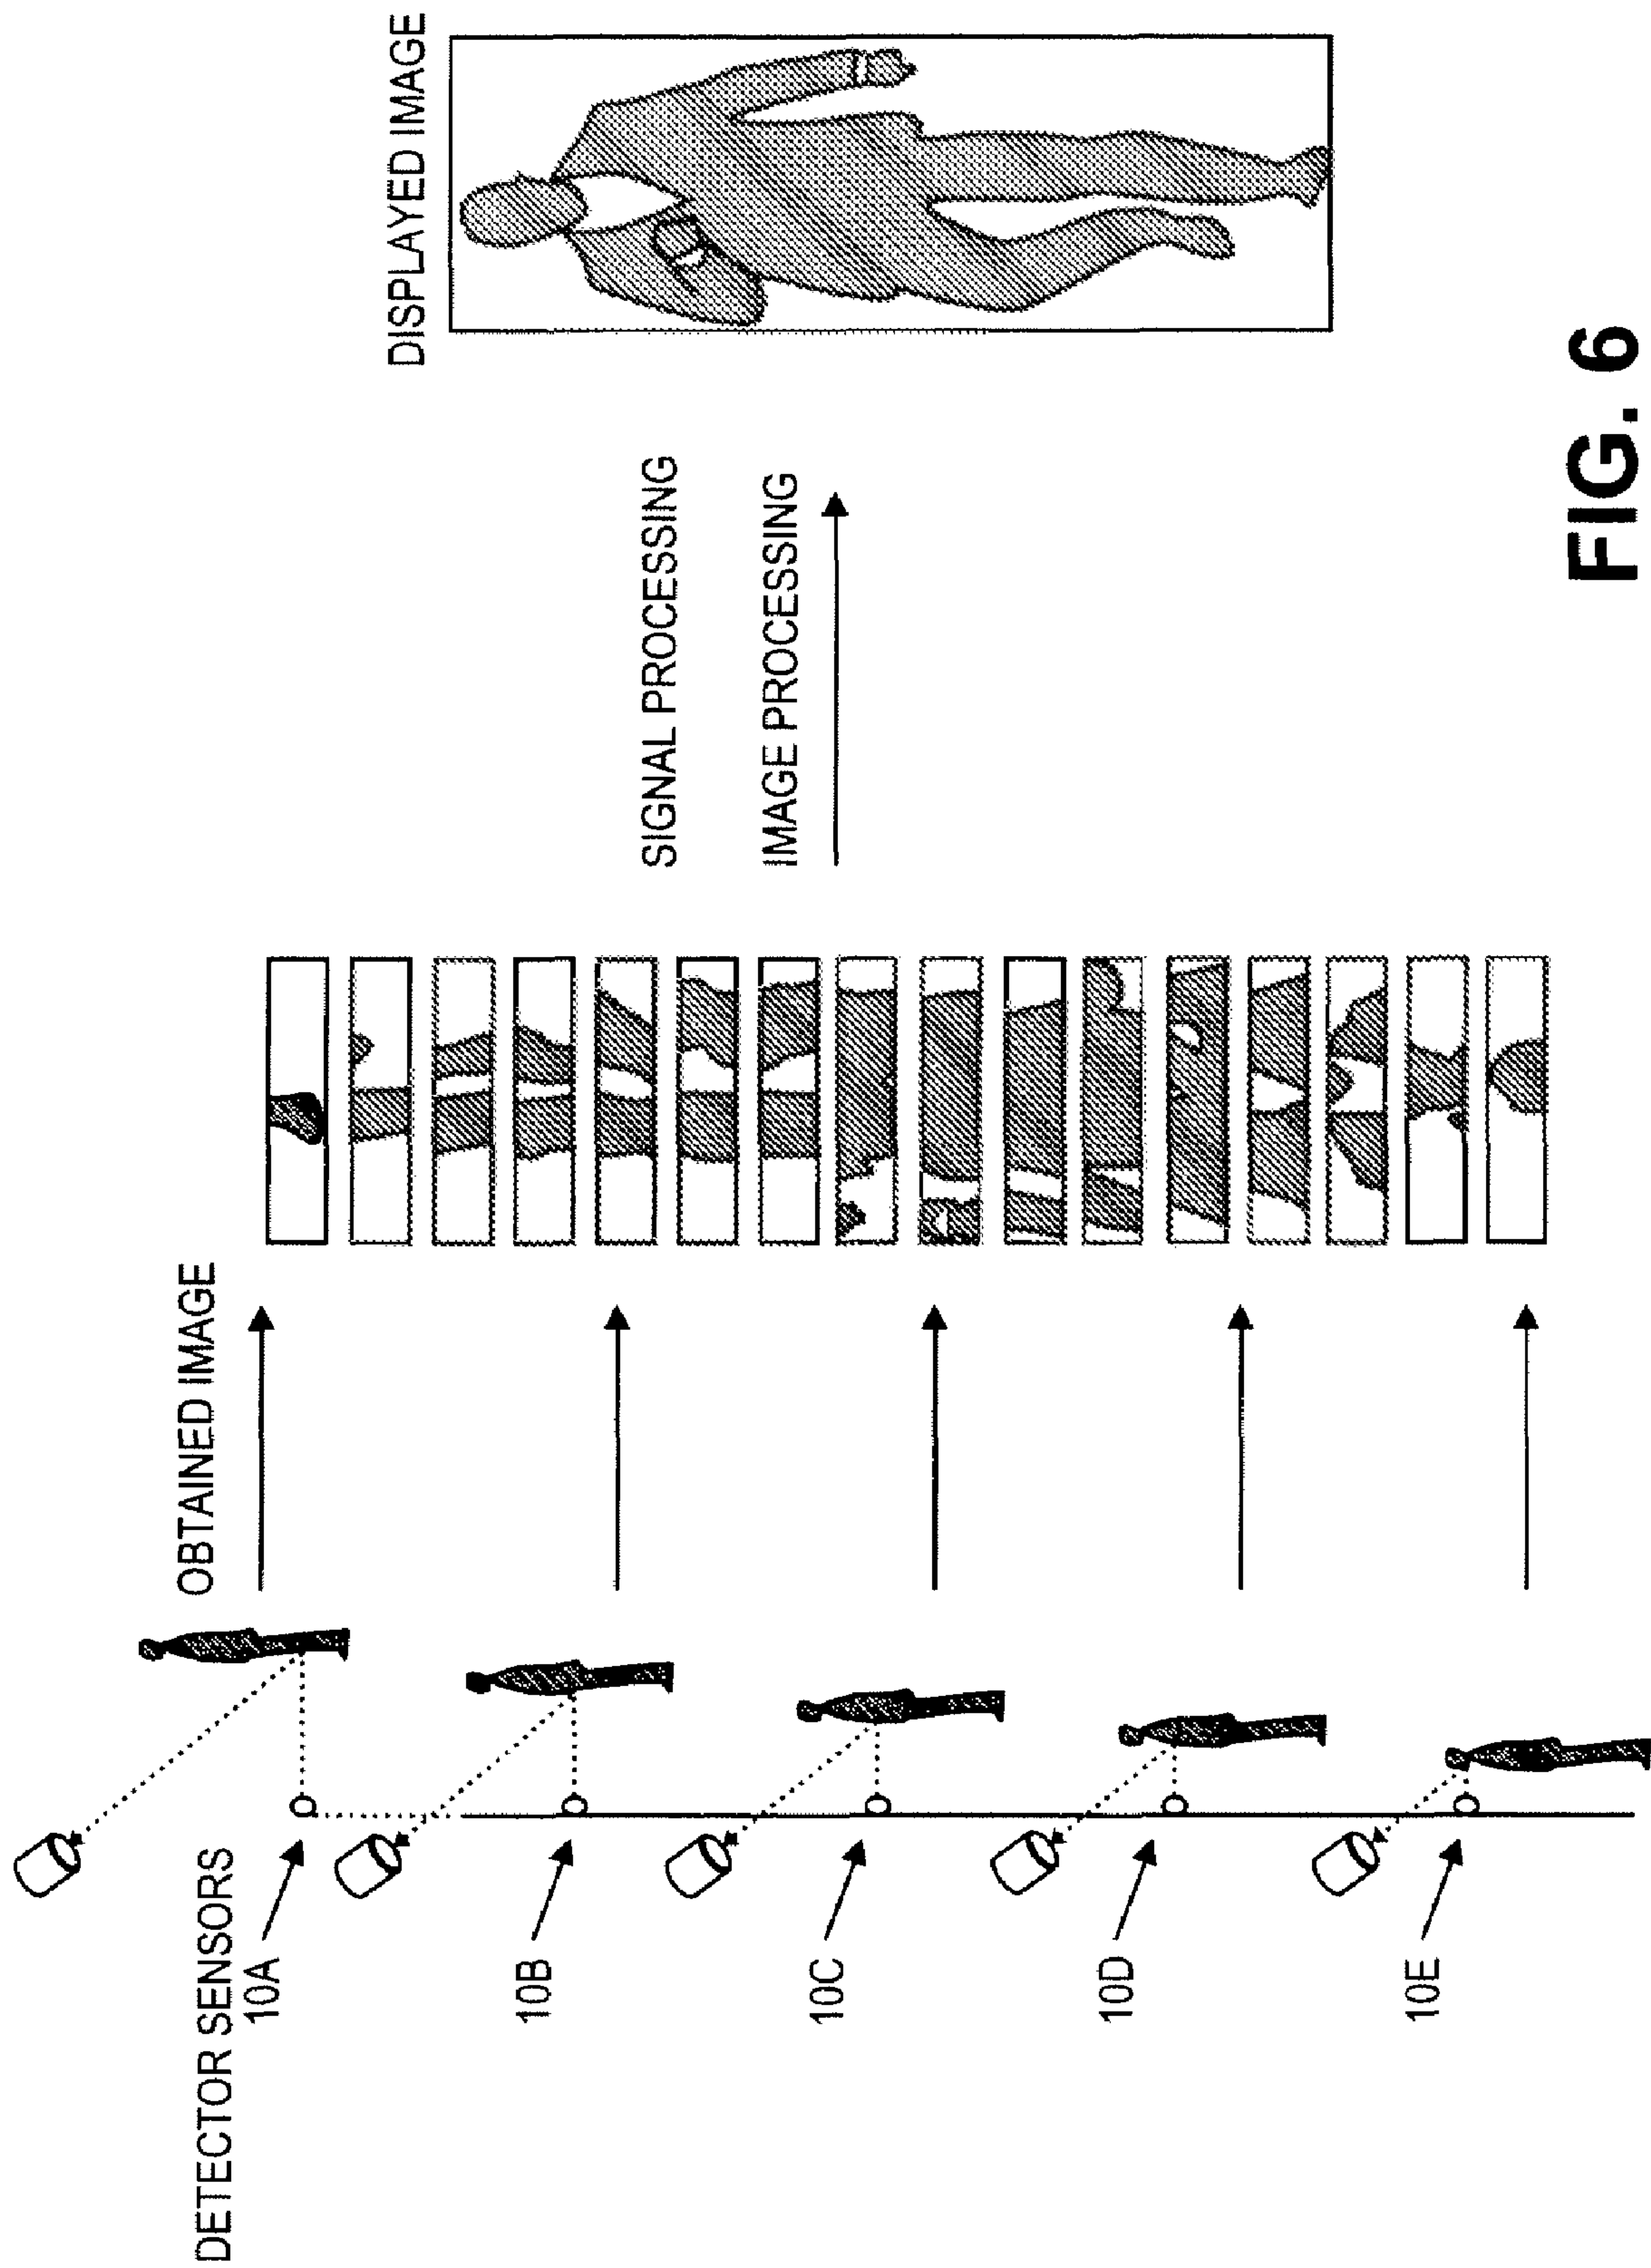 DETECTOR SENSORS
10A
10B
10C
10D
10E
OBTAINED IMAGE
SIGNAL PROCESSING
IMAGE PROCESSING
DISPLAYED IMAGE
FIG. 6